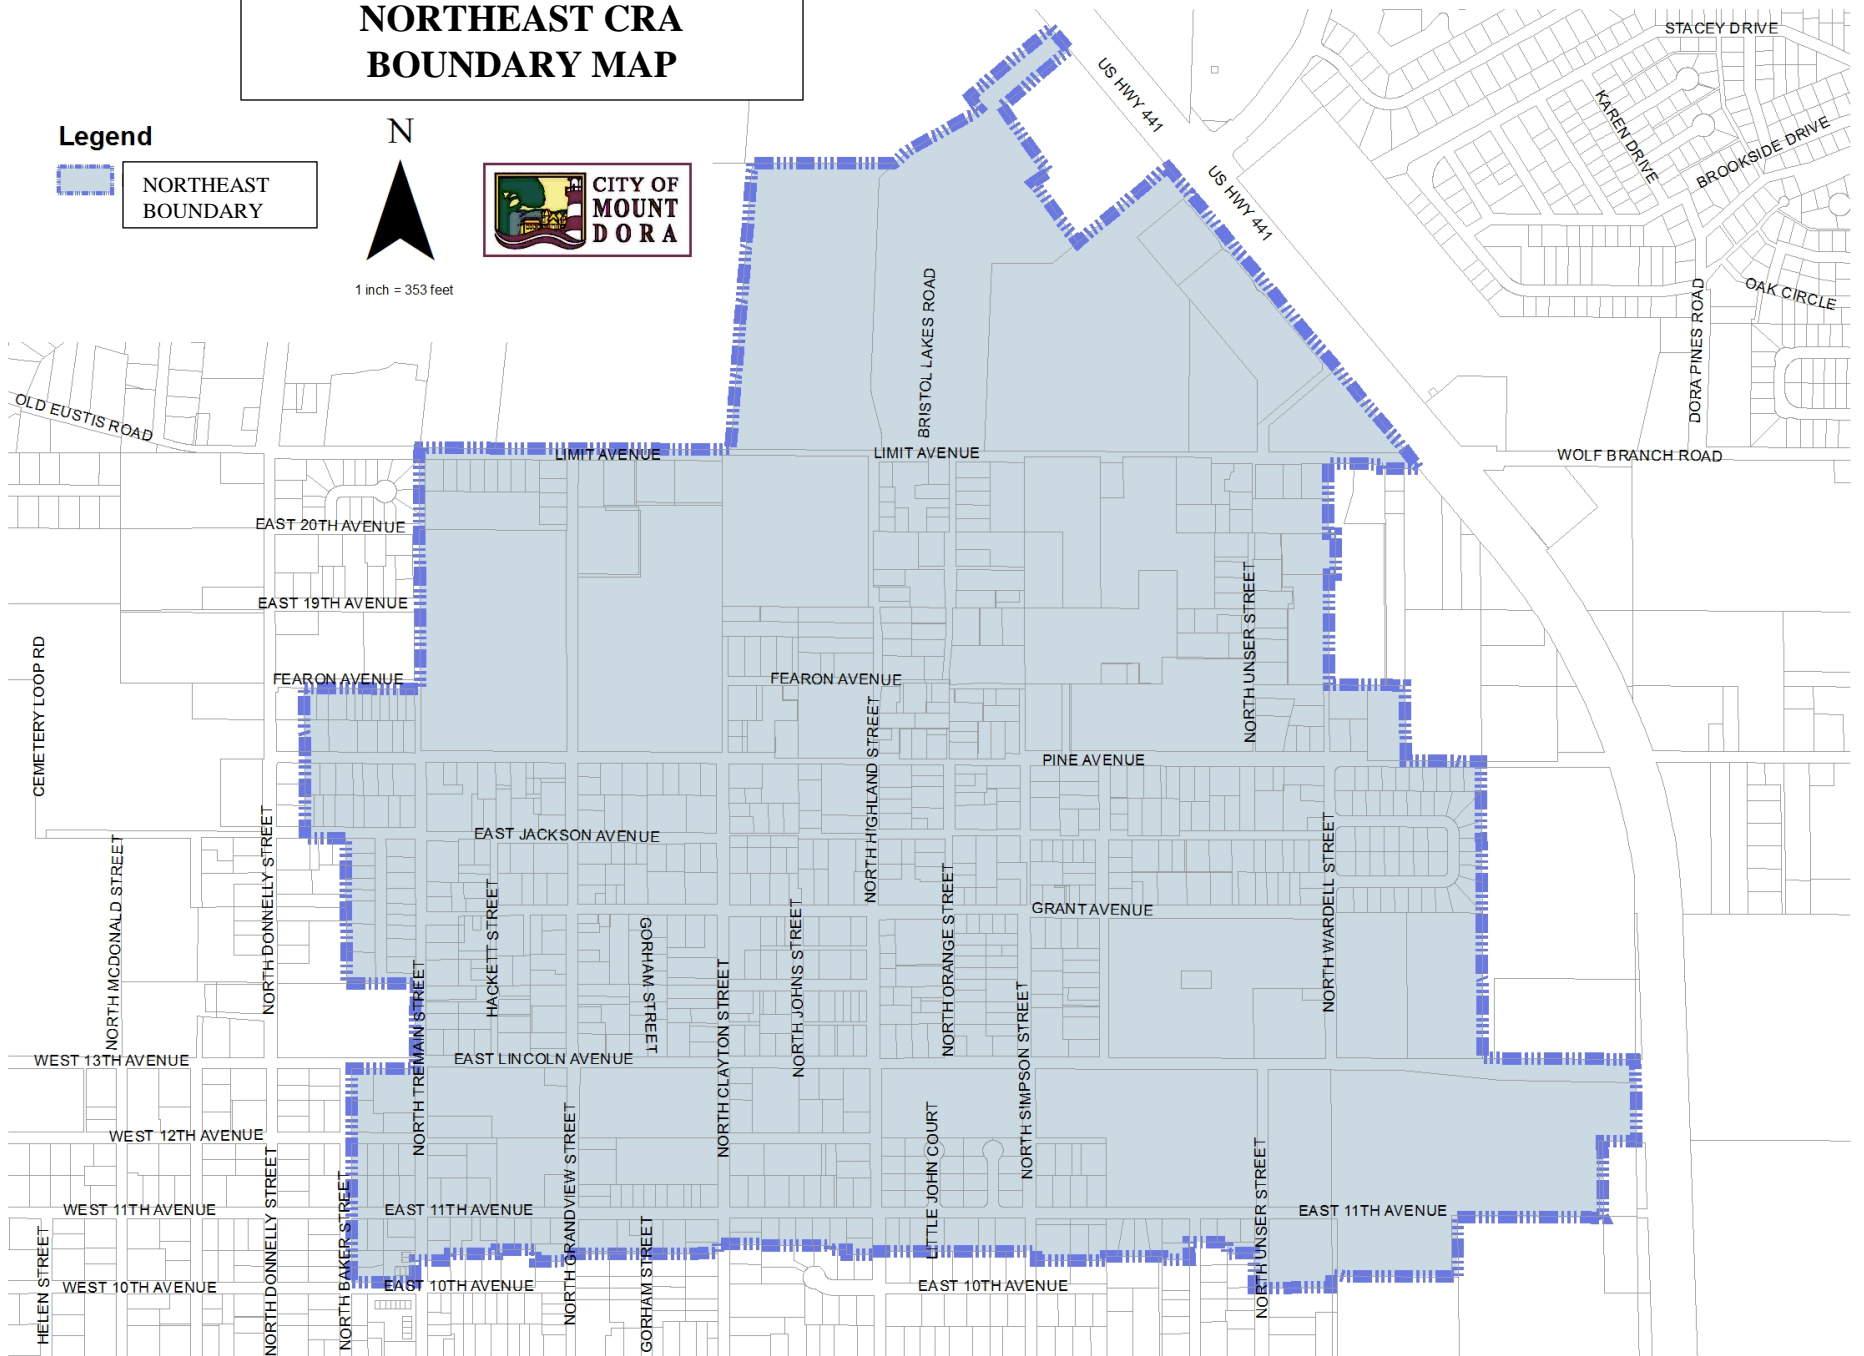 NORTHEAST CRA
BOUNDARY MAP
Legend
NORTHEAST
BOUNDARY
N
1 inch = 353 feet
CITY OF
MOUNT
DORA
STACEY DRIVE
US HWY 441
KAREN DRIVE
BROOKSIDE DRIVE
US HWY 441
OAK CIRCLE
DORA PINES ROAD
BRISTOL LAKES ROAD
OLD EUSTIS ROAD
LIMIT AVENUE
LIMIT AVENUE
WOLF BRANCH ROAD
EAST 20TH AVENUE
EAST 19TH AVENUE
NORTH UNSER STREET
CEMETERY LOOP RD
FEARON AVENUE
FEARON AVENUE
NORTH HIGHLAND STREET
PINE AVENUE
EAST JACKSON AVENUE
NORTH DONNELLY STREET
NORTH MCDONALD STREET
NORTH WARDELL STREET
HACKETT STREET
GORHAM STREET
NORTH JOHNS STREET
NORTH ORANGE STREET
GRANT AVENUE
NORTH TREMAIN STREET
NORTH CLAYTON STREET
NORTH SIMPSON STREET
WEST 13TH AVENUE
EAST LINCOLN AVENUE
WEST 12TH AVENUE
NORTH GRANDVIEW STREET
LITTLE JOHN COURT
NORTH UNSER STREET
NORTH DONNELLY STREET
NORTH BAKER STREET
WEST 11TH AVENUE
EAST 11TH AVENUE
EAST 11TH AVENUE
HELEN STREET
GORHAM STREET
WEST 10TH AVENUE
EAST 10TH AVENUE
EAST 10TH AVENUE